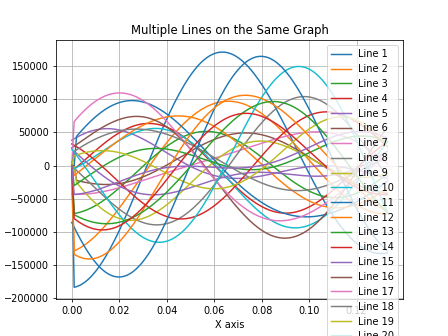 Multiple Lines on the Same Graph
150000
100000
50000
0
−50000
−100000
−150000
−200000
0.00
0.02
0.04
0.06
0.08
0.10
X axis
Line 1
Line 2
Line 3
Line 4
Line 5
Line 6
Line 7
Line 8
Line 9
Line 10
Line 11
Line 12
Line 13
Line 14
Line 15
Line 16
Line 17
Line 18
Line 19
Line 20